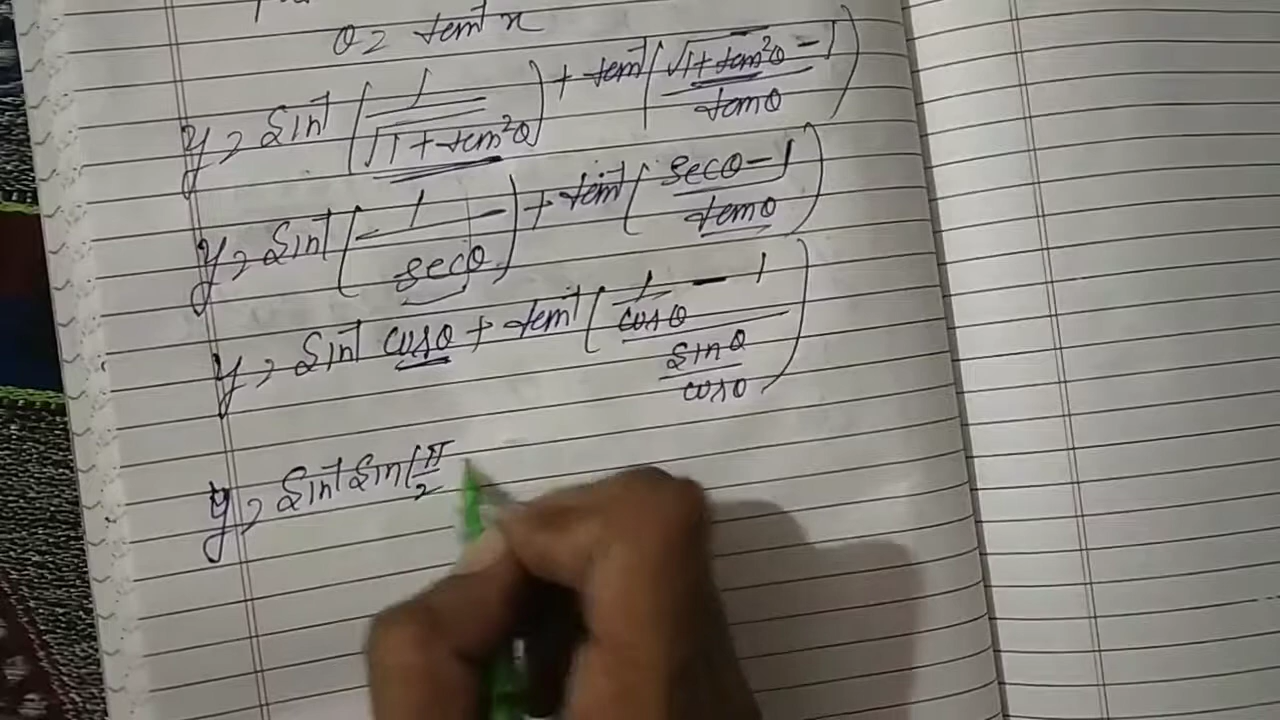 θ = tan⁻¹ x
y = Sin⁻¹ (1/√(1 + tan²θ)) + tan⁻¹ ((√(1 + tan²θ) − 1)/tanθ)
y = Sin⁻¹ (1/secθ) + tan⁻¹ ((secθ − 1)/tanθ)
y = Sin⁻¹ cosθ + tan⁻¹ ((1/cosθ − 1)/(Sinθ/cosθ))
y = Sin⁻¹ Sin(π/2